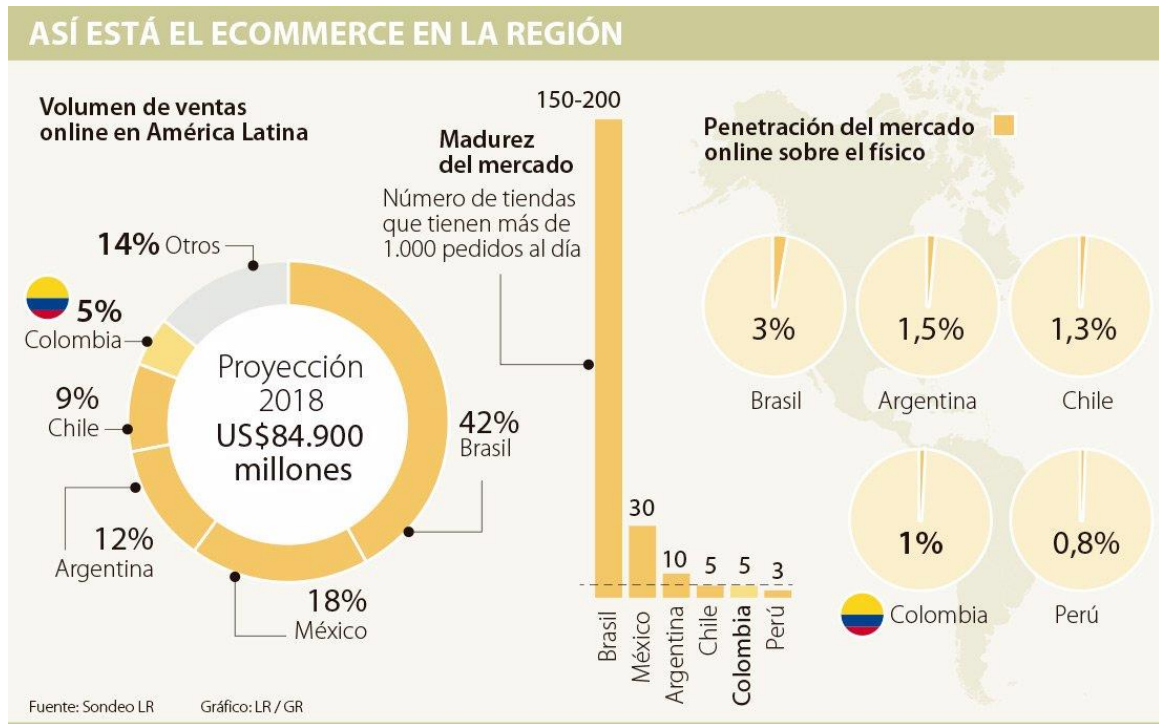 ASÍ ESTÁ EL ECOMMERCE EN LA REGIÓN
Volumen de ventas
online en América Latina
14% Otros
5%
Colombia
9%
Chile
12%
Argentina
18%
México
42%
Brasil
Proyección
2018
US$84.900
millones
Madurez
del mercado
Número de tiendas
que tienen más de
1.000 pedidos al día
150-200
30
10
5
5
3
Brasil
México
Argentina
Chile
Colombia
Perú
Penetración del mercado
online sobre el físico
3%
Brasil
1,5%
Argentina
1,3%
Chile
1%
Colombia
0,8%
Perú
Fuente: Sondeo LR
Gráfico: LR / GR